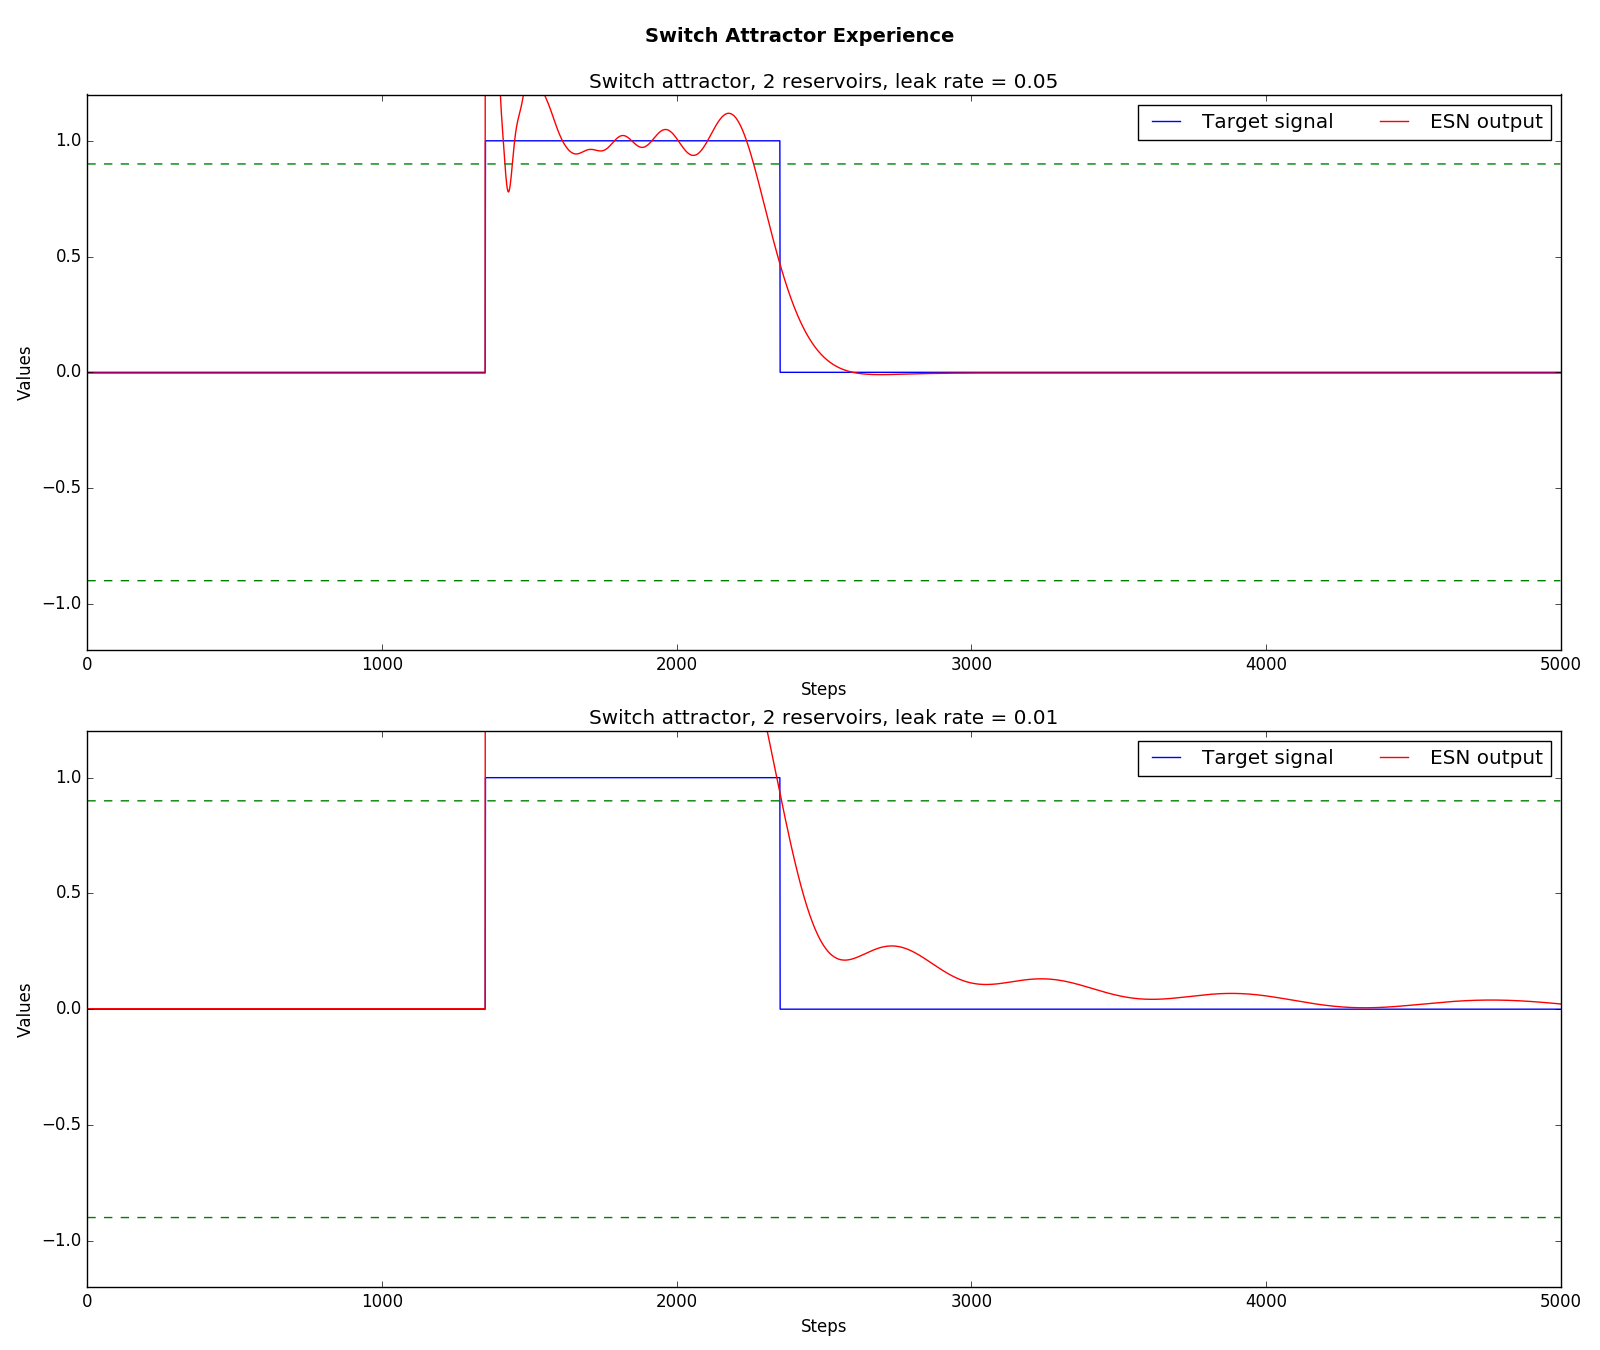 Switch Attractor Experience
Switch attractor, 2 reservoirs, leak rate = 0.05
Target signal ESN output
1.0
0.5
0.0
−0.5
−1.0
Values
0 1000 2000 3000 4000 5000
Steps
Switch attractor, 2 reservoirs, leak rate = 0.01
Target signal ESN output
1.0
0.5
0.0
−0.5
−1.0
Values
0 1000 2000 3000 4000 5000
Steps